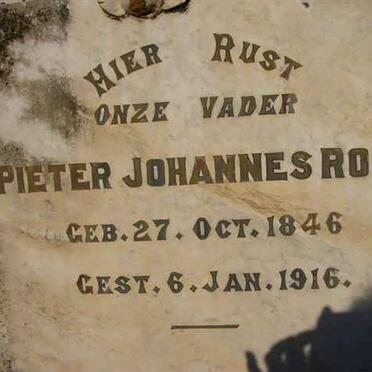 HIER RUST
ONZE VADER
PIETER JOHANNES RO
GEB. 27. OCT. 1846
GEST. 6. JAN. 1916.